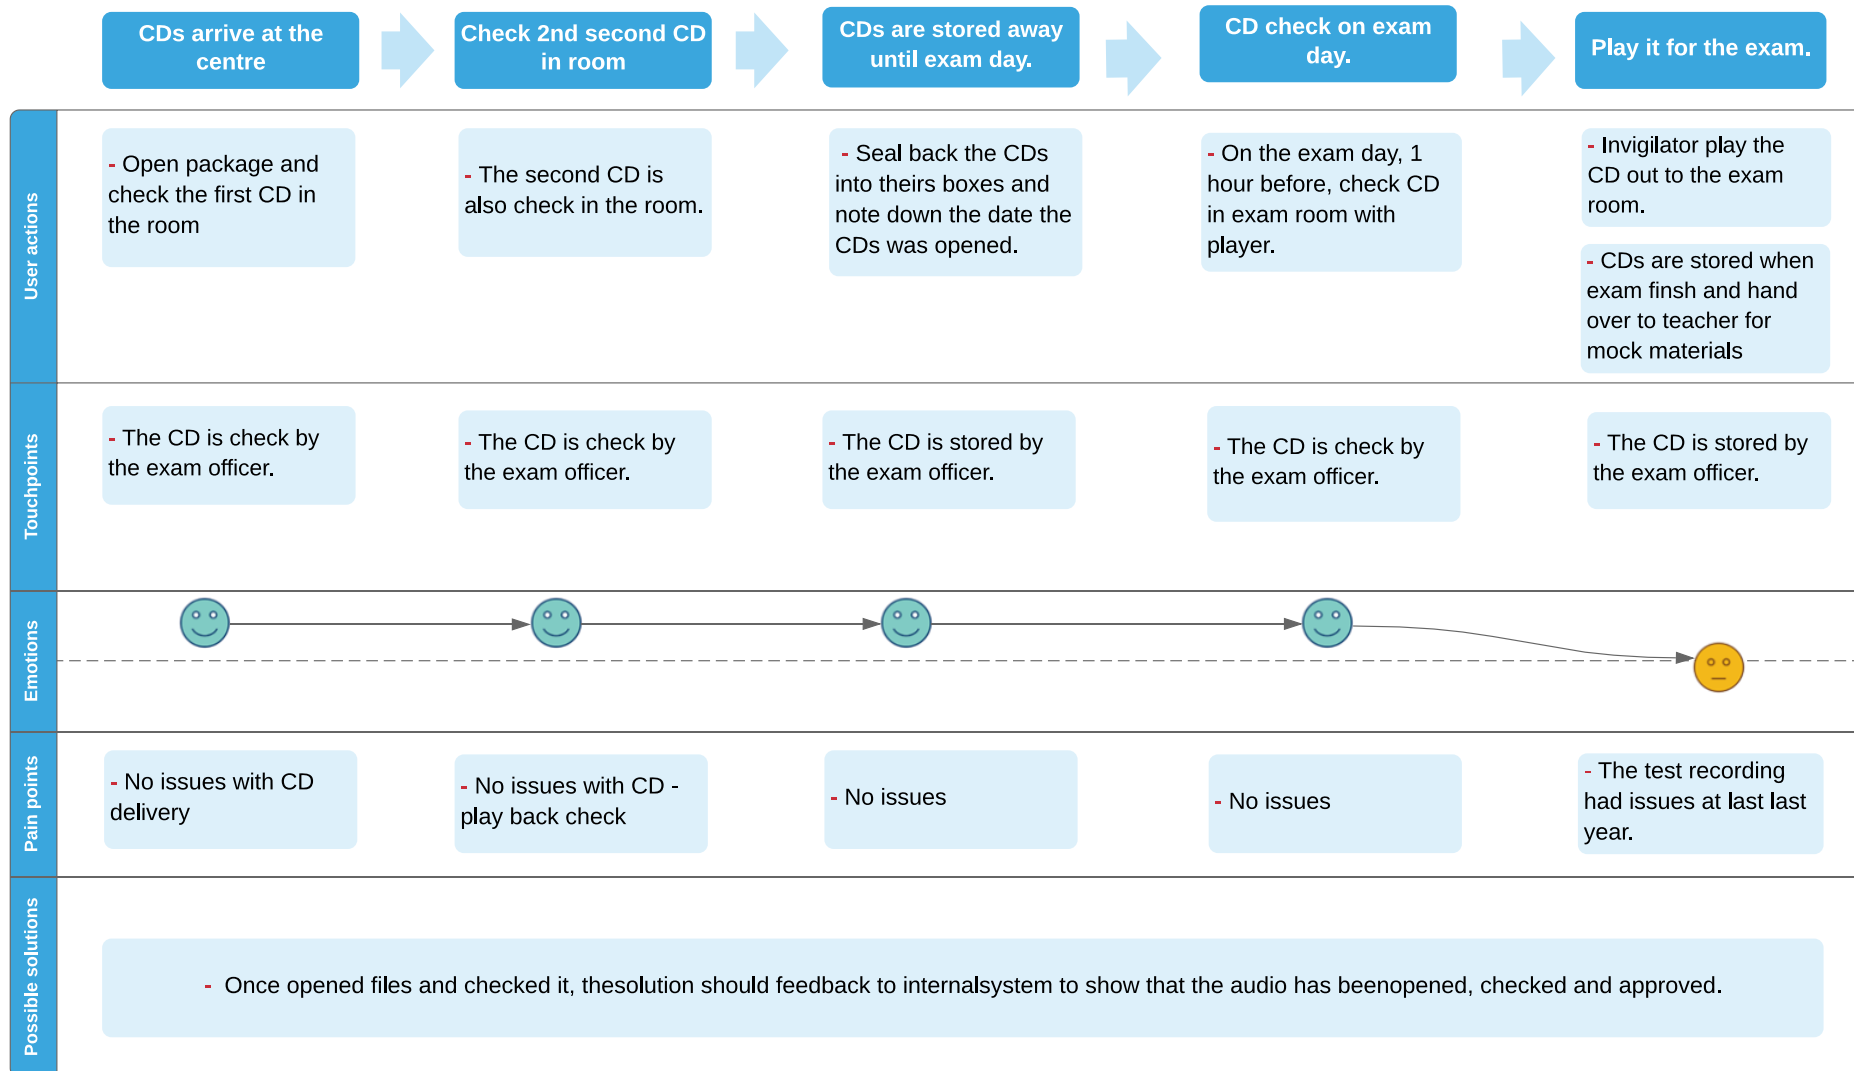 CDs arrive at the
centre
Check 2nd second CD
in room
CDs are stored away
until exam day.
CD check on exam
day.
Play it for the exam.
User actions
- Open package and
check the first CD in
the room
- The second CD is
also check in the room.
- Seal back the CDs
into theirs boxes and
note down the date the
CDs was opened.
- On the exam day, 1
hour before, check CD
in exam room with
player.
- Invigilator play the
CD out to the exam
room.
- CDs are stored when
exam finsh and hand
over to teacher for
mock materials
Touchpoints
- The CD is check by
the exam officer.
- The CD is check by
the exam officer.
- The CD is stored by
the exam officer.
- The CD is check by
the exam officer.
- The CD is stored by
the exam officer.
Emotions
Pain points
- No issues with CD
delivery
- No issues with CD -
play back check
- No issues
- No issues
- The test recording
had issues at last last
year.
Possible solutions
- Once opened files and checked it, thesolution should feedback to internalsystem to show that the audio has beenopened, checked and approved.